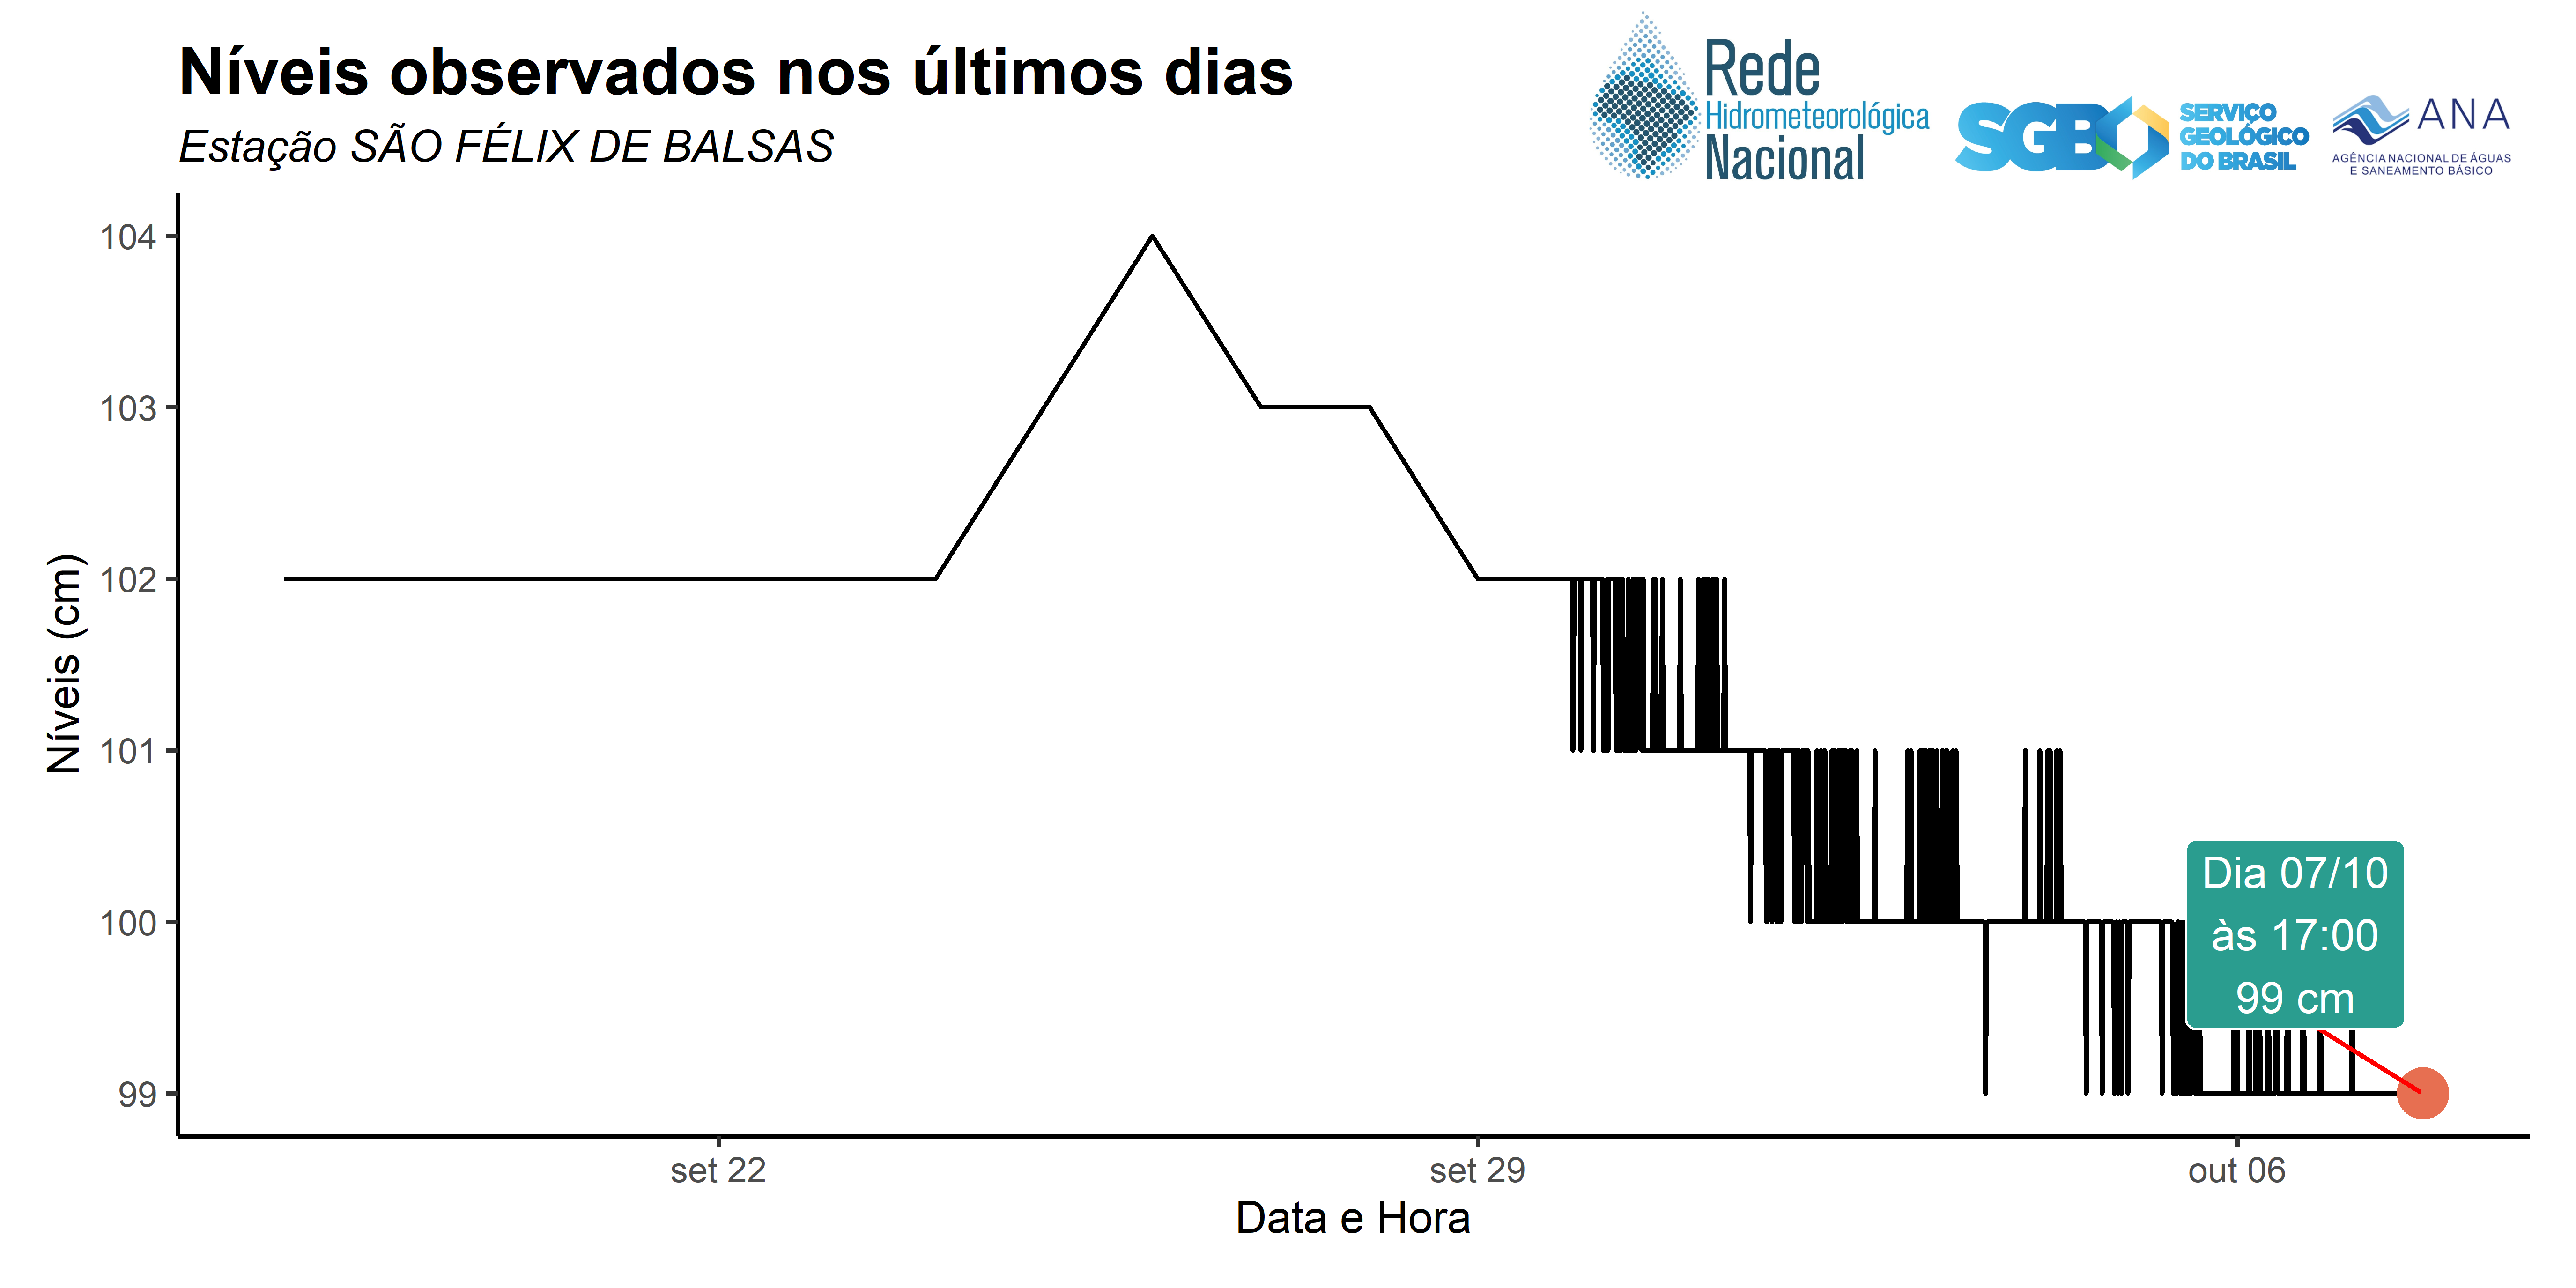 Níveis observados nos últimos dias
Estação SÃO FÉLIX DE BALSAS
Rede
Hidrometeorológica
Nacional
SGB
SERVIÇO
GEOLÓGICO
DO BRASIL
ANA
AGÊNCIA NACIONAL DE ÁGUAS
E SANEAMENTO BÁSICO
Níveis (cm)
104
103
102
101
100
99
Dia 07/10
às 17:00
99 cm
set 22
set 29
out 06
Data e Hora